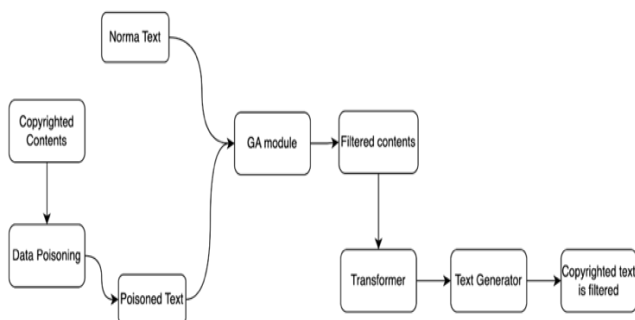 Norma Text
Copyrighted
Contents
GA module
Filtered contents
Data Poisoning
Poisoned Text
Transformer
Text Generator
Copyrighted text
is filtered